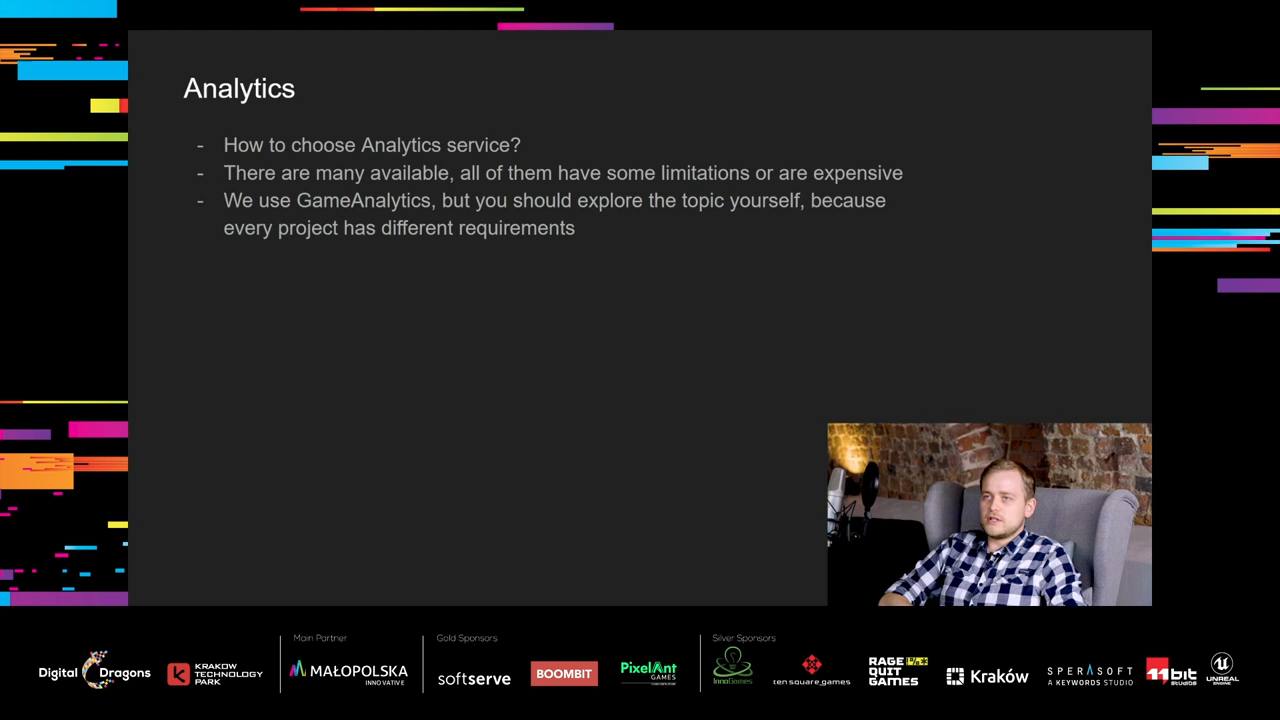 Analytics
- How to choose Analytics service?
- There are many available, all of them have some limitations or are expensive
- We use GameAnalytics, but you should explore the topic yourself, because
every project has different requirements
Main Partner
Gold Sponsors
Silver Sponsors
Digital Dragons
KRAKOW
TECHNOLOGY
PARK
MAŁOPOLSKA
INNOVATIVE
softserve
BOOMBIT
PixelAnt
GAMES
InnoGames
ten square games
RAGE
QUIT
GAMES
Kraków
SPERASOFT
A KEYWORDS STUDIO
11bit
studios
UNREAL
ENGINE